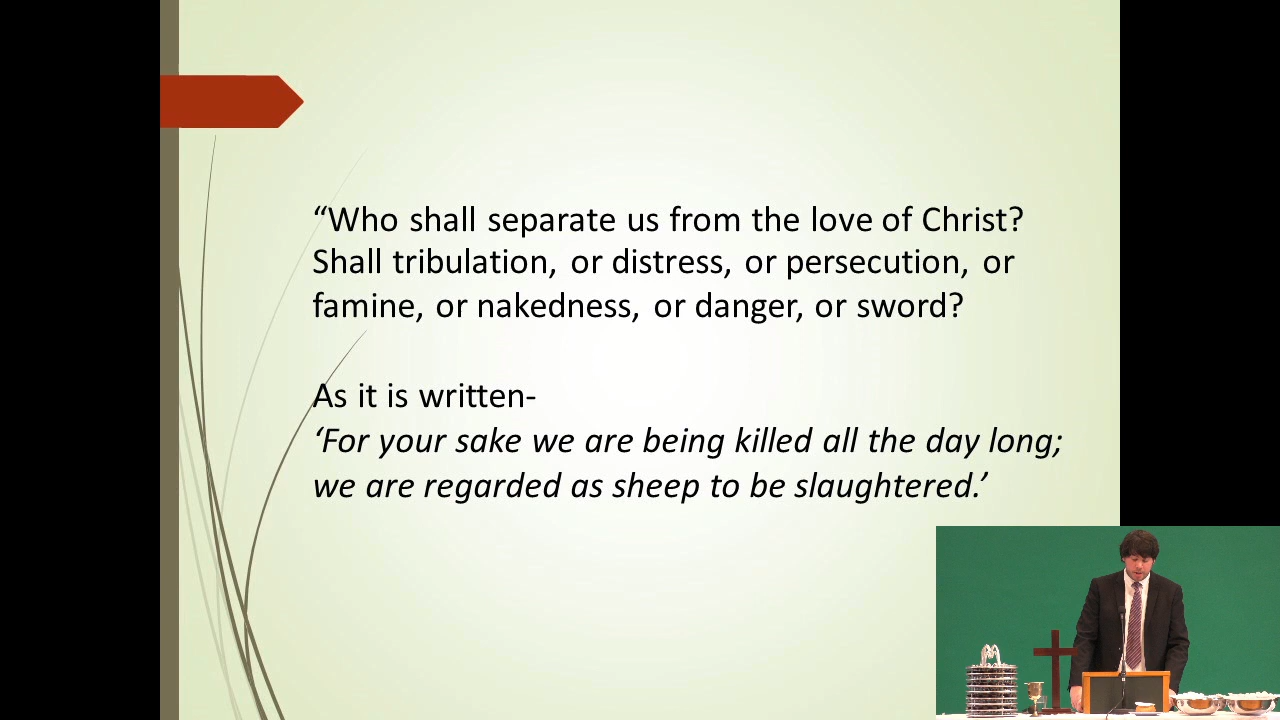 “Who shall separate us from the love of Christ?
Shall tribulation, or distress, or persecution, or
famine, or nakedness, or danger, or sword?
As it is written-
‘For your sake we are being killed all the day long;
we are regarded as sheep to be slaughtered.’